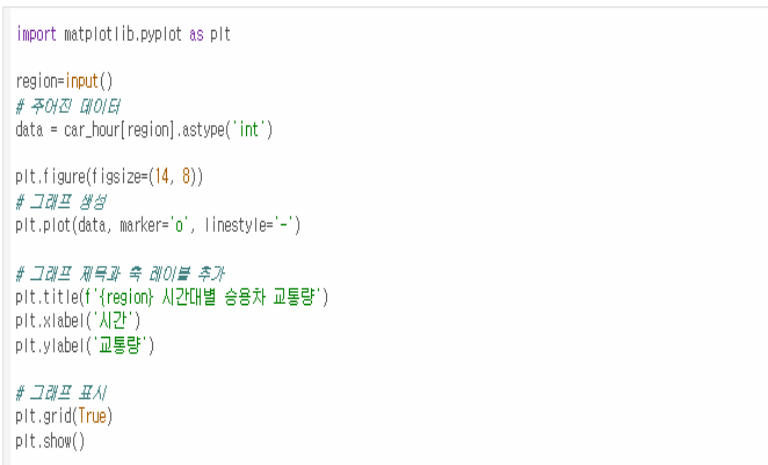 import matplotlib.pyplot as plt
region=input()
# 주어진 데이터
data = car_hour[region].astype('int')
plt.figure(figsize=(14, 8))
# 그래프 생성
plt.plot(data, marker='o', linestyle='-')
# 그래프 제목과 축 레이블 추가
plt.title(f'{region} 시간대별 승용차 교통량')
plt.xlabel('시간')
plt.ylabel('교통량')
# 그래프 표시
plt.grid(True)
plt.show()